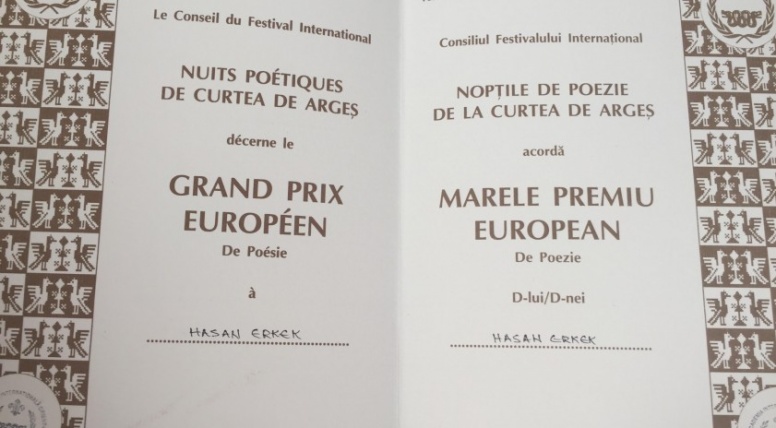 Le Conseil du Festival International
NUITS POÉTIQUES
DE CURTEA DE ARGEȘ
décerne le
GRAND PRIX
EUROPÉEN
De Poésie
à
HASAN ERKEK
Consiliul Festivalului Internațional
NOPȚILE DE POEZIE
DE LA CURTEA DE ARGEȘ
acordă
MARELE PREMIU
EUROPEAN
De Poezie
D-lui/D-nei
HASAN ERKEK